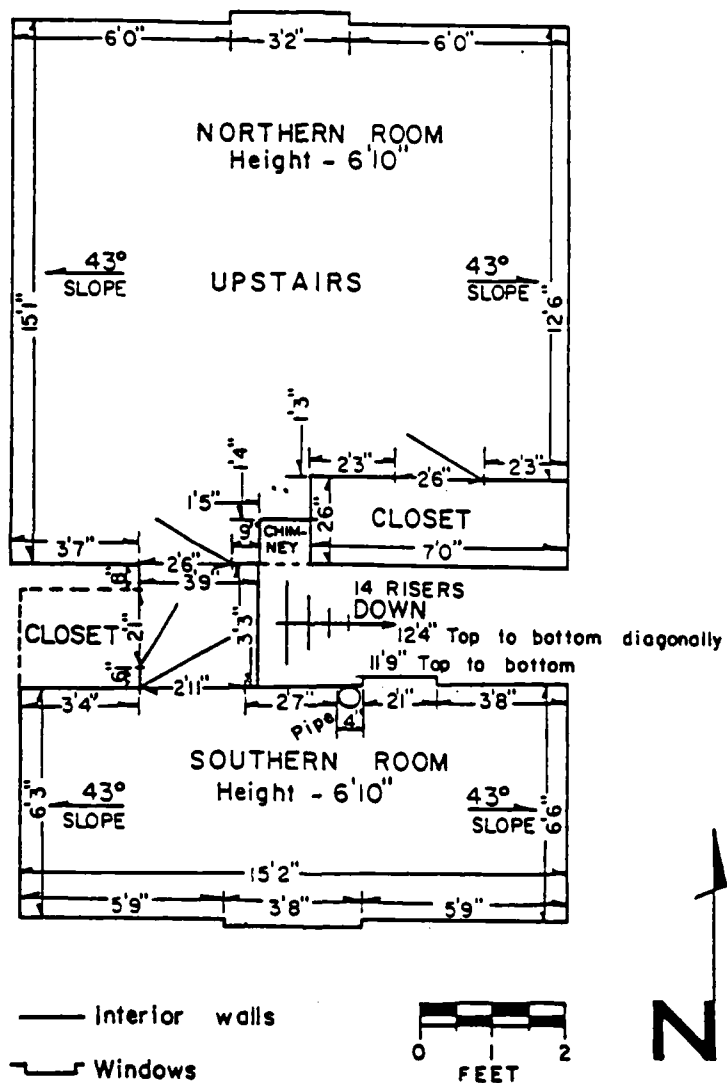 6'0" 3'2" 6'0"
NORTHERN ROOM
Height - 6'10"
43° 43°
SLOPE UPSTAIRS SLOPE
15'1" 12'6"
1'3"
2'3" 2'6" 2'3"
1'4"
1'5"
9" CHIM-
NEY 2'6" CLOSET
3'7" 7'0"
2'6"
8" 3'9"
14 RISERS
DOWN
CLOSET 2'1" 3'3" 12'4" Top to bottom diagonally
11'9" Top to bottom
3'4" 2'11" 2'7" 2'1" 3'8"
Pipe 4"
SOUTHERN ROOM
Height - 6'10"
6'3" 43° 43° 6'6"
SLOPE SLOPE
15'2"
5'9" 3'8" 5'9"
Interior walls
Windows
0 1 2
FEET
N